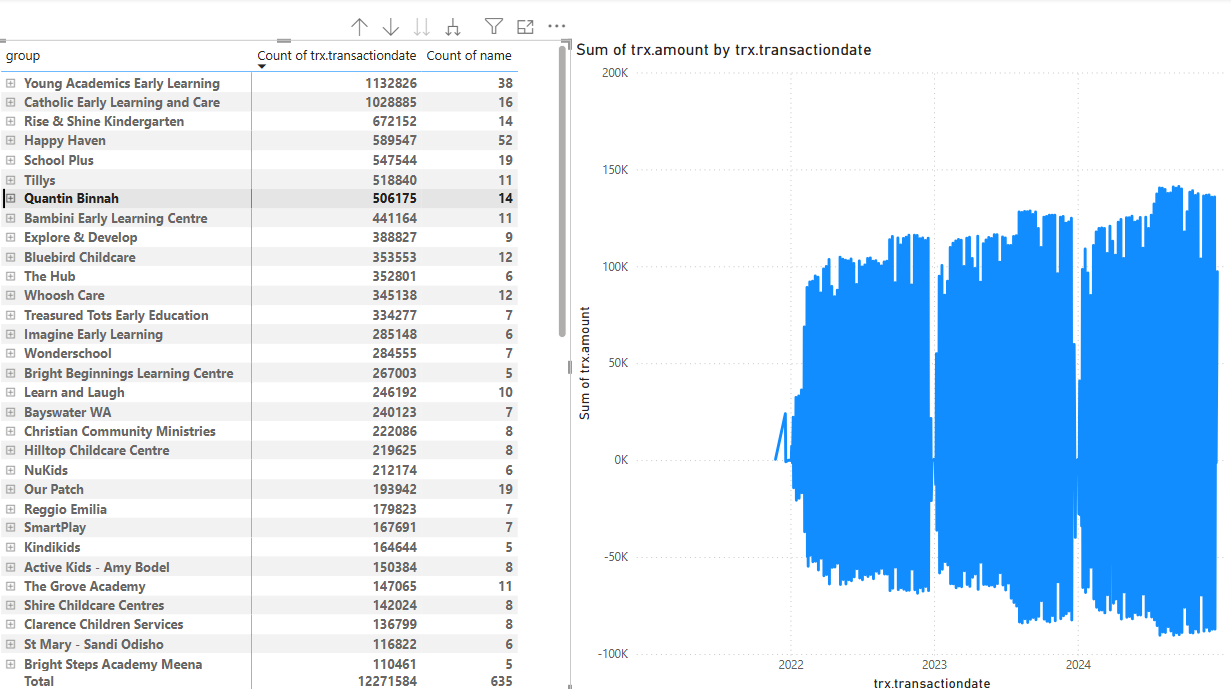 group Count of trx.transactiondate Count of name
Young Academics Early Learning 1132826 38
Catholic Early Learning and Care 1028885 16
Rise & Shine Kindergarten 672152 14
Happy Haven 589547 52
School Plus 547544 19
Tillys 518840 11
Quantin Binnah 506175 14
Bambini Early Learning Centre 441164 11
Explore & Develop 388827 9
Bluebird Childcare 353553 12
The Hub 352801 6
Whoosh Care 345138 12
Treasured Tots Early Education 334277 7
Imagine Early Learning 285148 6
Wonderschool 284555 7
Bright Beginnings Learning Centre 267003 5
Learn and Laugh 246192 10
Bayswater WA 240123 7
Christian Community Ministries 222086 8
Hilltop Childcare Centre 219625 8
NuKids 212174 6
Our Patch 193942 19
Reggio Emilia 179823 7
SmartPlay 167691 7
Kindikids 164644 5
Active Kids - Amy Bodel 150384 8
The Grove Academy 147065 11
Shire Childcare Centres 142024 8
Clarence Children Services 136799 8
St Mary - Sandi Odisho 116822 6
Bright Steps Academy Meena 110461 5
Total 12271584 635
Sum of trx.amount by trx.transactiondate
200K
150K
100K
50K
0K
-50K
-100K
Sum of trx.amount
2022 2023 2024
trx.transactiondate